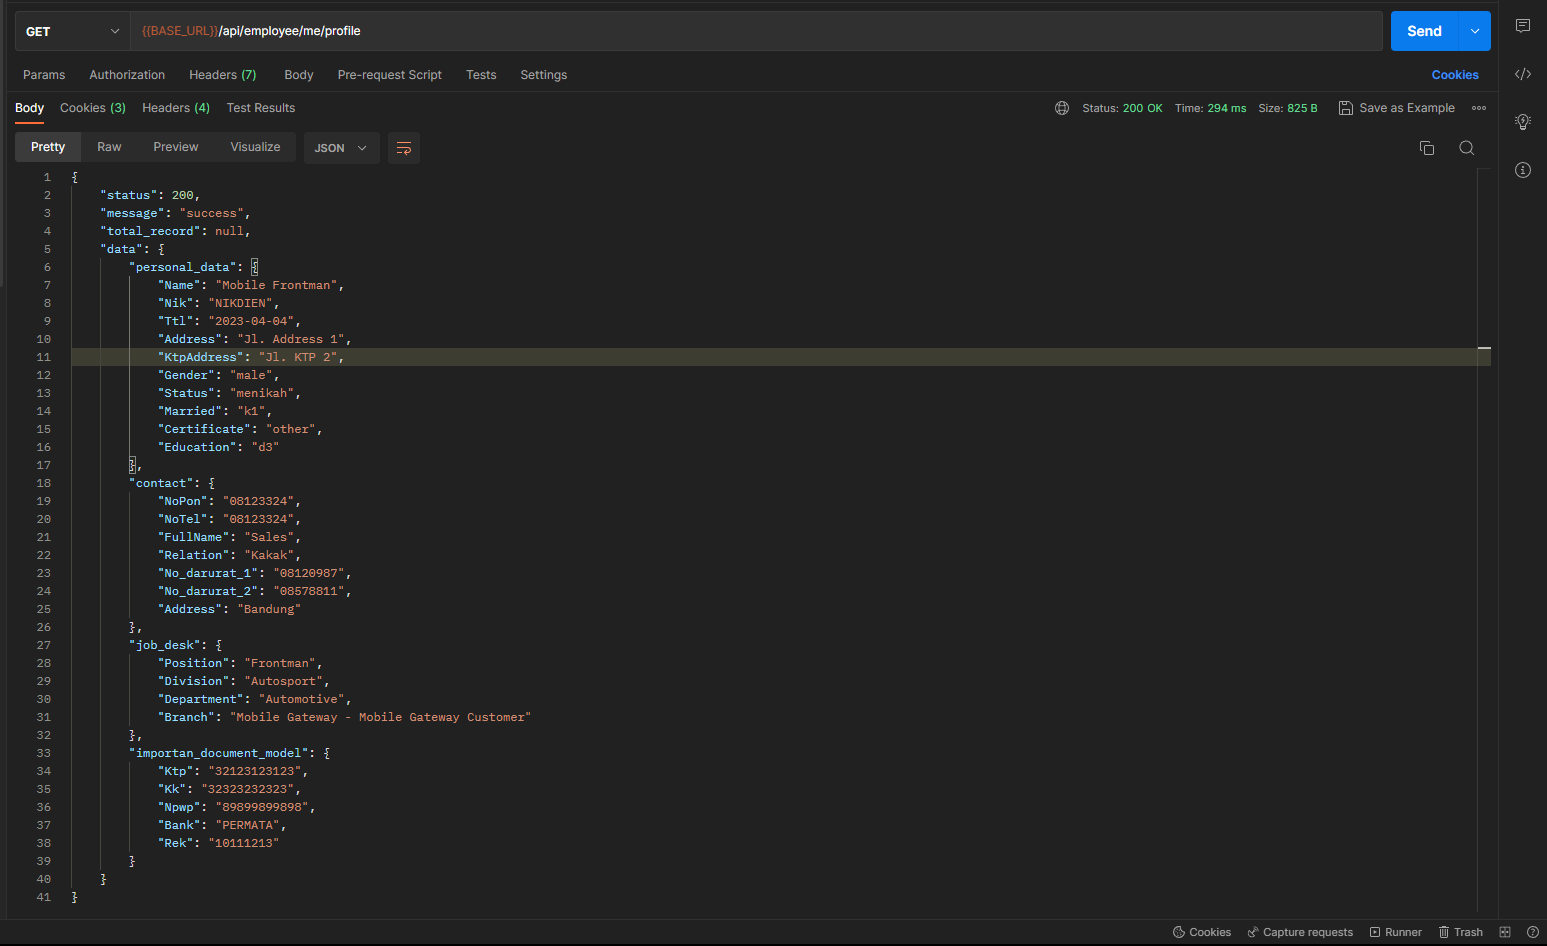 GET {{BASE_URL}}/api/employee/me/profile Send
Params Authorization Headers (7) Body Pre-request Script Tests Settings Cookies
Body Cookies (3) Headers (4) Test Results Status: 200 OK Time: 294 ms Size: 825 B Save as Example
Pretty Raw Preview Visualize JSON
1 {
2 "status": 200,
3 "message": "success",
4 "total_record": null,
5 "data": {
6 "personal_data": {
7 "Name": "Mobile Frontman",
8 "Nik": "NIKDIEN",
9 "Ttl": "2023-04-04",
10 "Address": "Jl. Address 1",
11 "KtpAddress": "Jl. KTP 2",
12 "Gender": "male",
13 "Status": "menikah",
14 "Married": "k1",
15 "Certificate": "other",
16 "Education": "d3"
17 },
18 "contact": {
19 "NoPon": "08123324",
20 "NoTel": "08123324",
21 "FullName": "Sales",
22 "Relation": "Kakak",
23 "No_darurat_1": "08120987",
24 "No_darurat_2": "08578811",
25 "Address": "Bandung"
26 },
27 "job_desk": {
28 "Position": "Frontman",
29 "Division": "Autosport",
30 "Department": "Automotive",
31 "Branch": "Mobile Gateway - Mobile Gateway Customer"
32 },
33 "importan_document_model": {
34 "Ktp": "32123123123",
35 "Kk": "32323232323",
36 "Npwp": "89899899898",
37 "Bank": "PERMATA",
38 "Rek": "10111213"
39 }
40 }
41 }
Cookies Capture requests Runner Trash